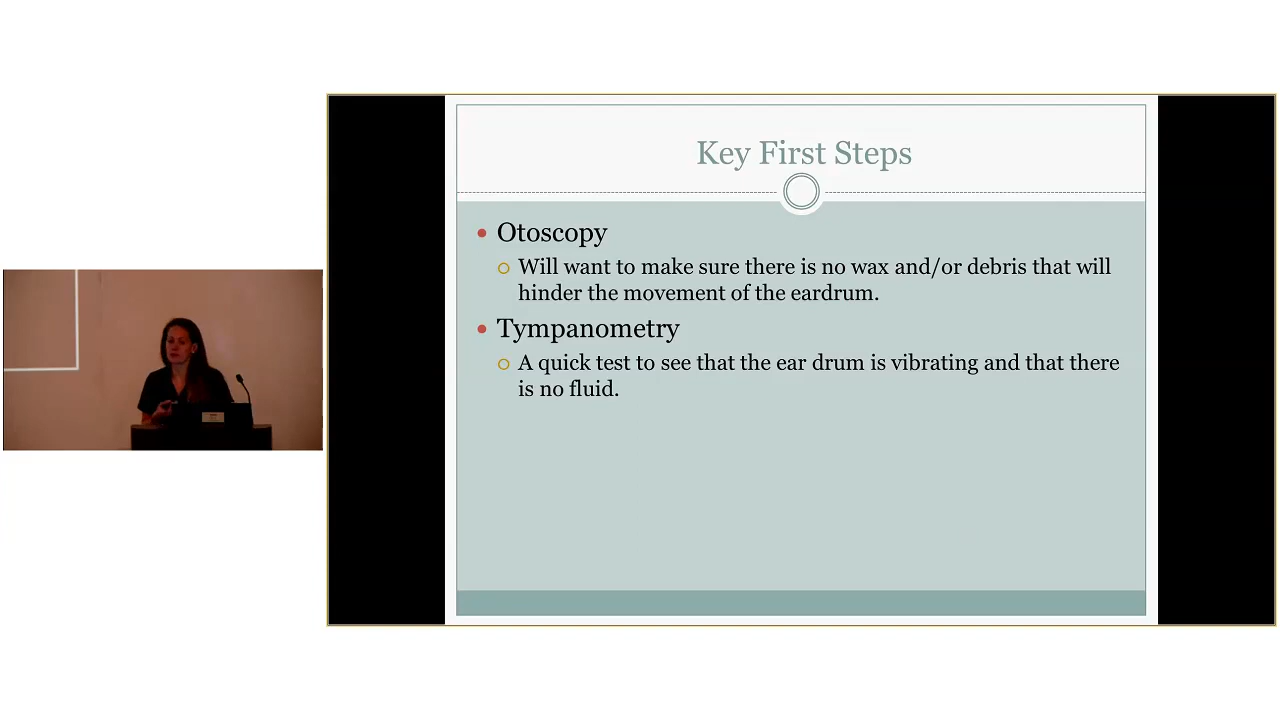 Key First Steps
Otoscopy
Will want to make sure there is no wax and/or debris that will
hinder the movement of the eardrum.
Tympanometry
A quick test to see that the ear drum is vibrating and that there
is no fluid.